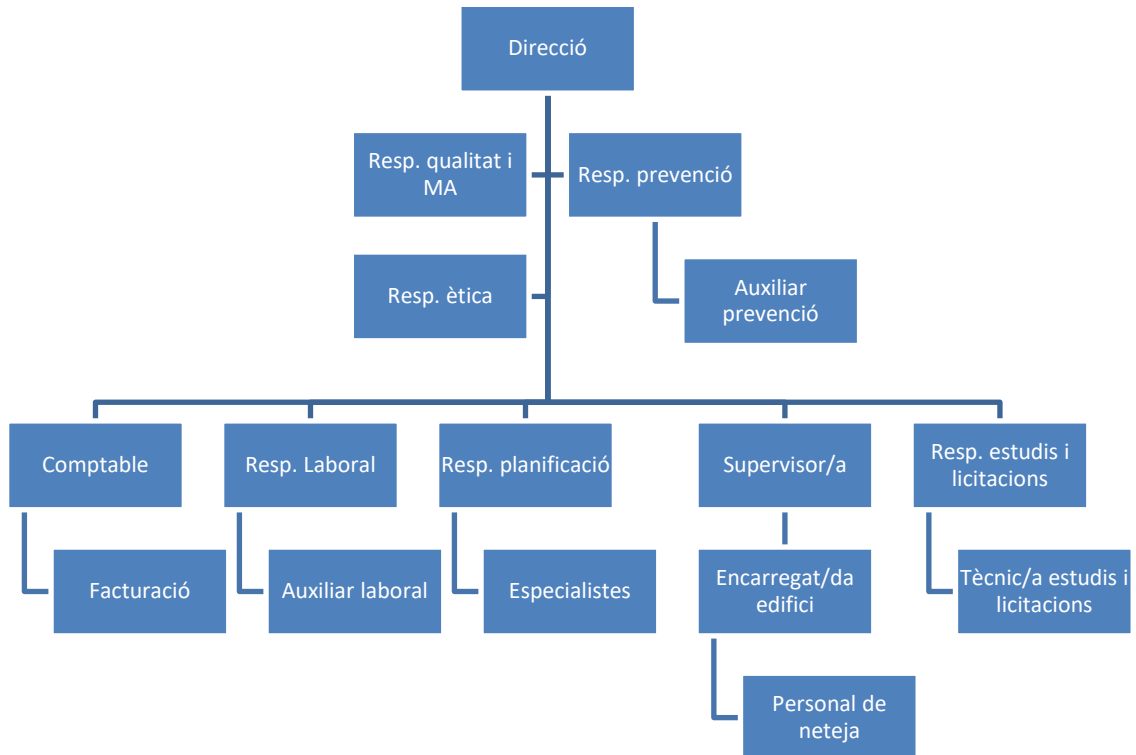 Direcció
Resp. qualitat i
MA
Resp. prevenció
Resp. ètica
Auxiliar
prevenció
Comptable
Resp. Laboral
Resp. planificació
Supervisor/a
Resp. estudis i
licitacions
Facturació
Auxiliar laboral
Especialistes
Encarregat/da
edifici
Tècnic/a estudis i
licitacions
Personal de
neteja